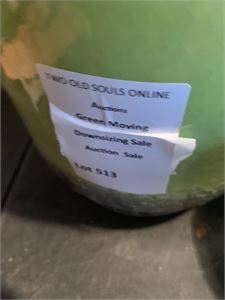 TWO OLD SOULS ONLINE
Auctions
Green Moving
Downsizing Sale
Auction Sale
Lot 513